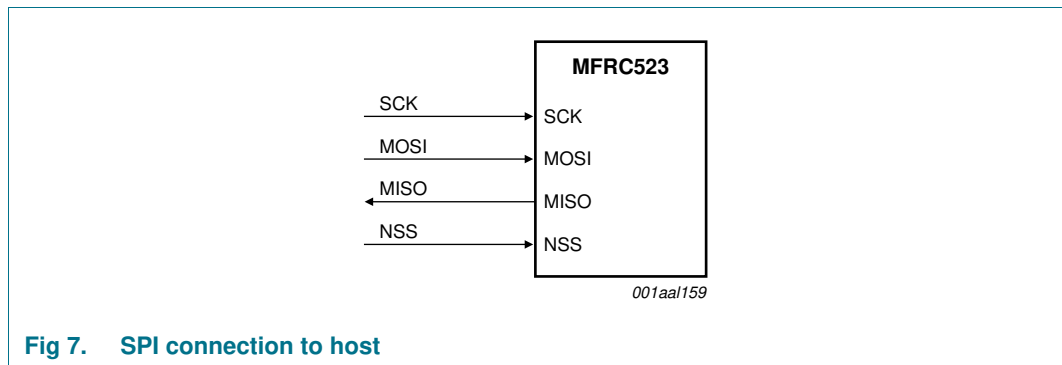 MFRC523
SCK
SCK
MOSI
MOSI
MISO
MISO
NSS
NSS
001aal159
Fig 7. SPI connection to host